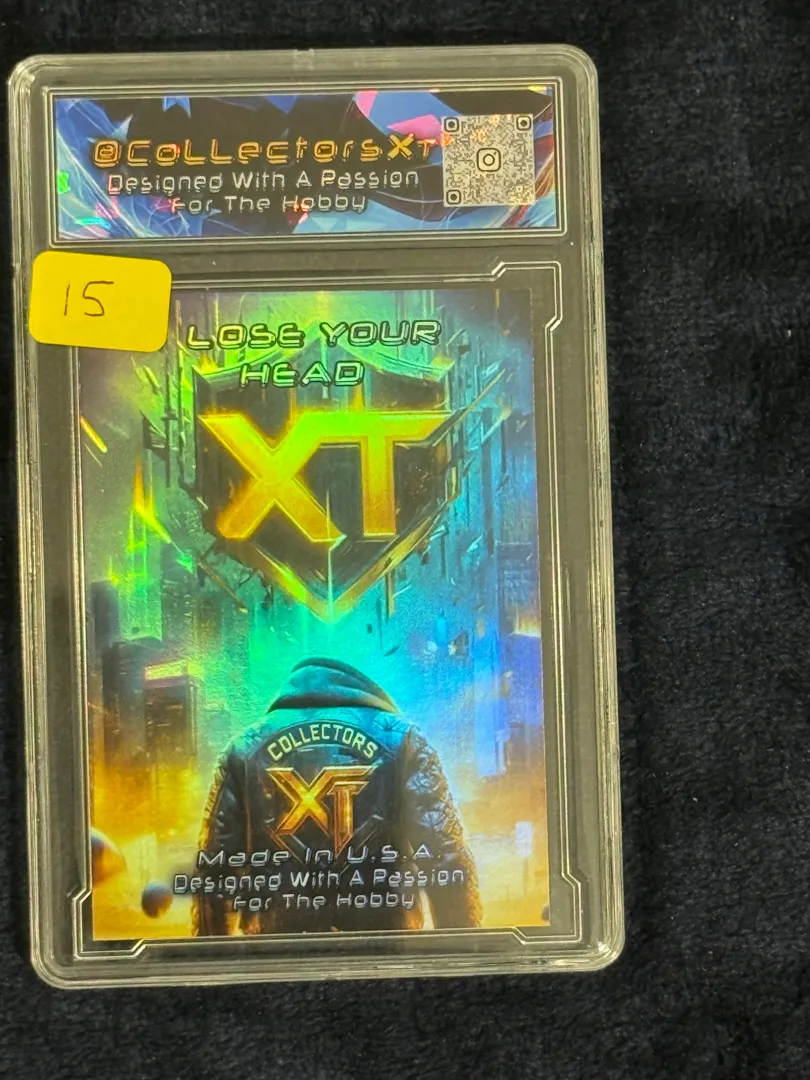 @CollectorsXT
Designed With A Passion
For The Hobby
15
LOSE YOUR
HEAD
XT
COLLECTORS
XT
Made In U.S.A.
Designed With A Passion
For The Hobby